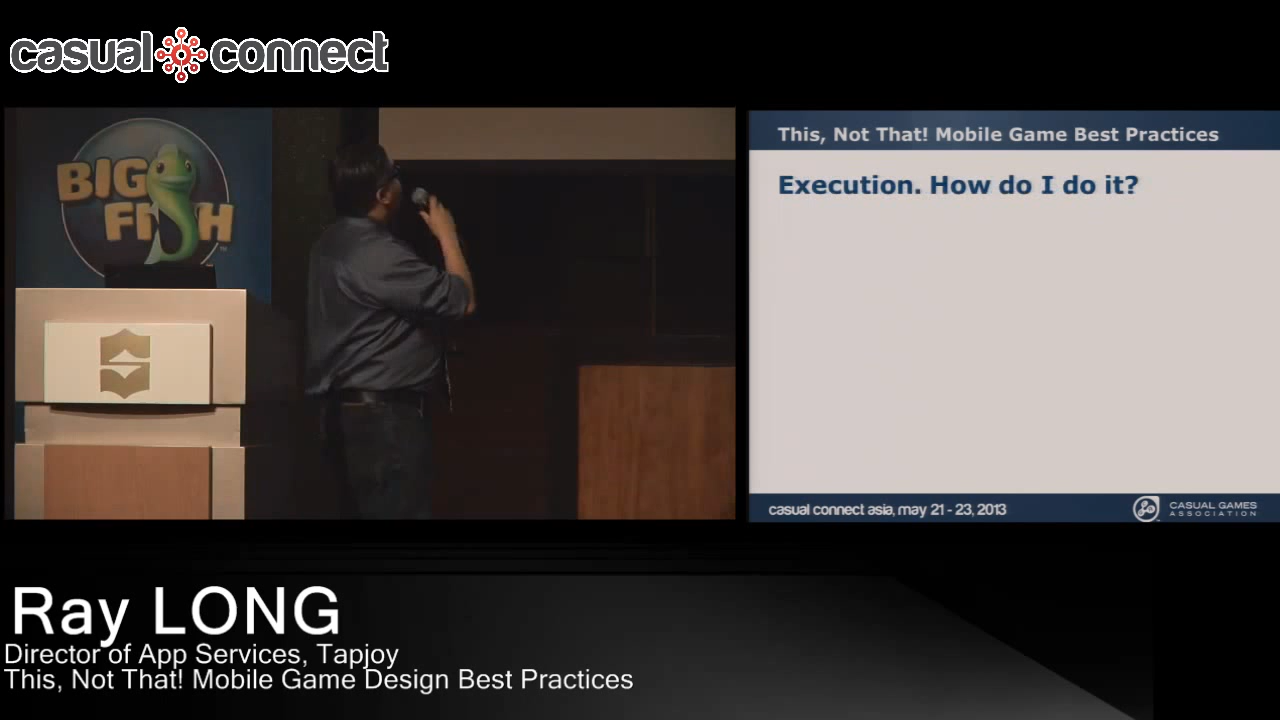 casual connect
BIG
FISH
This, Not That! Mobile Game Best Practices
Execution. How do I do it?
casual connect asia, may 21 - 23, 2013
CASUAL GAMES
ASSOCIATION
Ray LONG
Director of App Services, Tapjoy
This, Not That! Mobile Game Design Best Practices